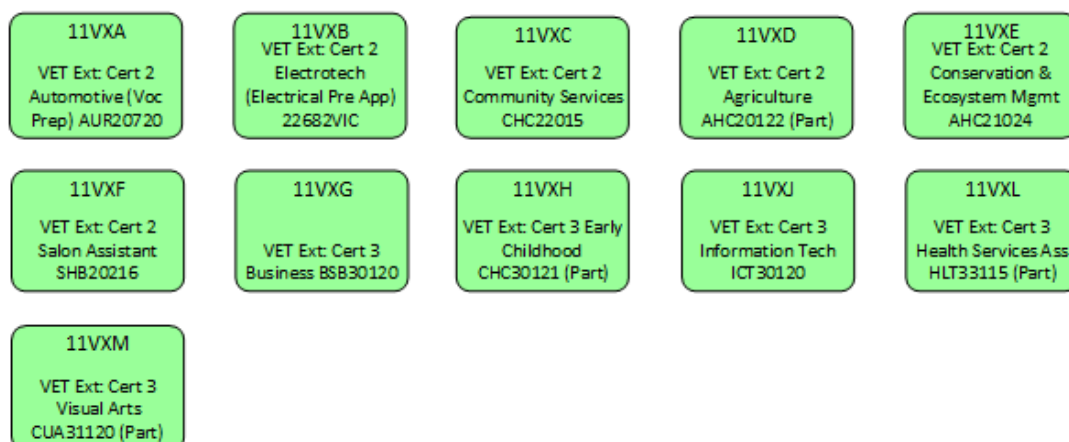 11VXA
VET Ext: Cert 2
Automotive (Voc
Prep) AUR20720
11VXB
VET Ext: Cert 2
Electrotech
(Electrical Pre App)
22682VIC
11VXC
VET Ext: Cert 2
Community Services
CHC22015
11VXD
VET Ext: Cert 2
Agriculture
AHC20122 (Part)
11VXE
VET Ext: Cert 2
Conservation &
Ecosystem Mgmt
AHC21024
11VXF
VET Ext: Cert 2
Salon Assistant
SHB20216
11VXG
VET Ext: Cert 3
Business BSB30120
11VXH
VET Ext: Cert 3 Early
Childhood
CHC30121 (Part)
11VXJ
VET Ext: Cert 3
Information Tech
ICT30120
11VXL
VET Ext: Cert 3
Health Services Ass
HLT33115 (Part)
11VXM
VET Ext: Cert 3
Visual Arts
CUA31120 (Part)